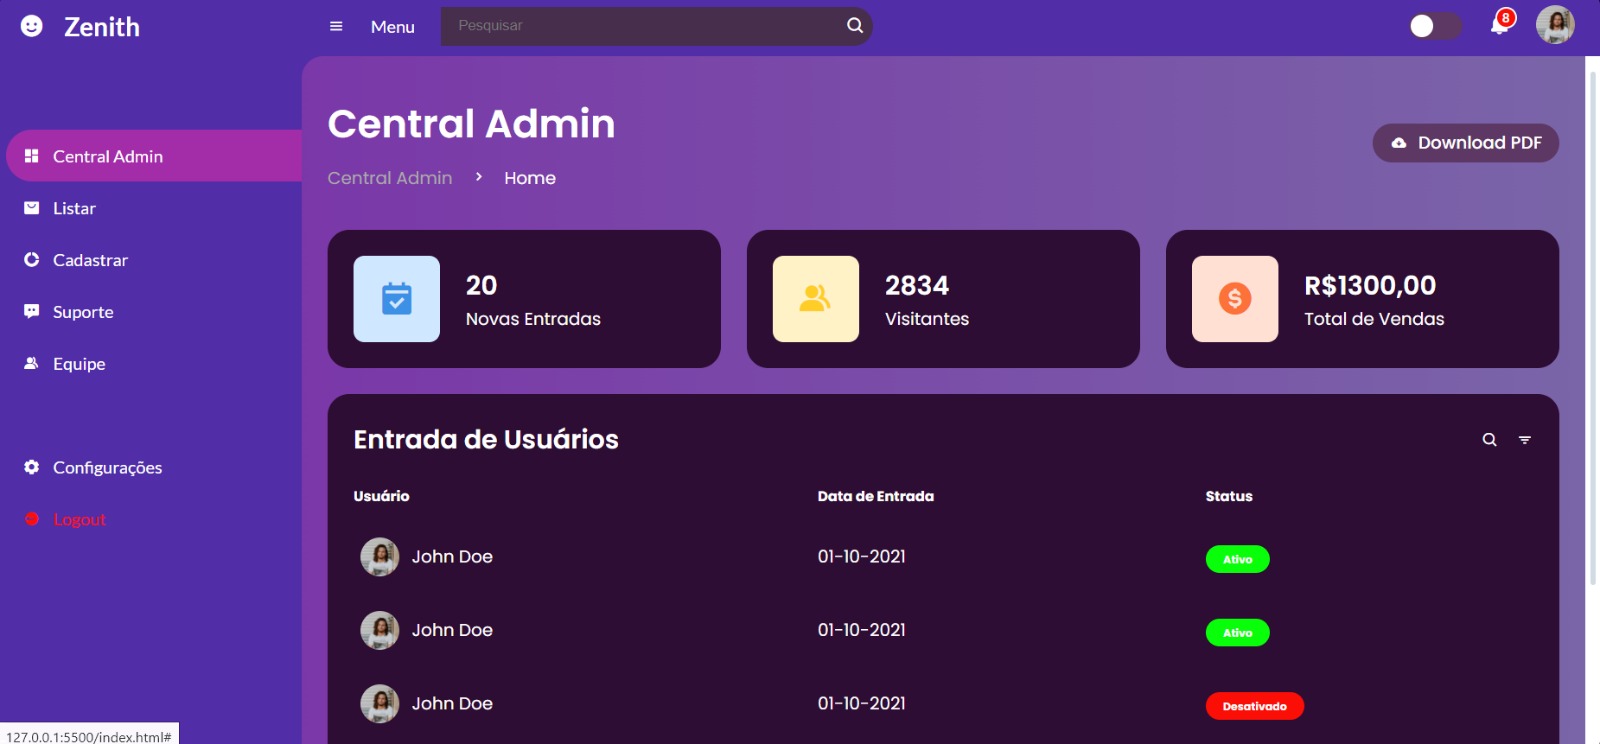 Zenith
Menu
Pesquisar
8
Central Admin
Listar
Cadastrar
Suporte
Equipe
Configurações
Logout
Central Admin
Central Admin > Home
Download PDF
20
Novas Entradas
2834
Visitantes
R$1300,00
Total de Vendas
Entrada de Usuários
Usuário Data de Entrada Status
John Doe 01-10-2021 Ativo
John Doe 01-10-2021 Ativo
John Doe 01-10-2021 Desativado
127.0.0.1:5500/index.html#